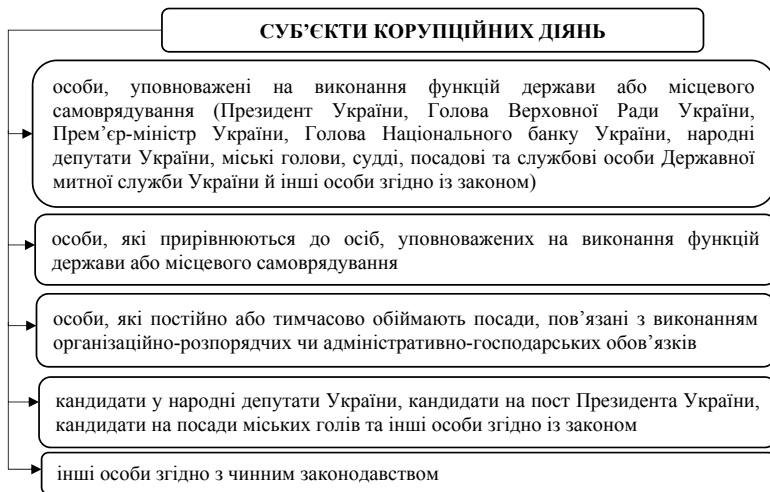 СУБ’ЄКТИ КОРУПЦІЙНИХ ДІЯНЬ
особи, уповноважені на виконання функцій держави або місцевого
самоврядування (Президент України, Голова Верховної Ради України,
Прем’єр-міністр України, Голова Національного банку України, народні
депутати України, міські голови, судді, посадові та службові особи Державної
митної служби України й інші особи згідно із законом)
особи, які прирівнюються до осіб, уповноважених на виконання функцій
держави або місцевого самоврядування
особи, які постійно або тимчасово обіймають посади, пов’язані з виконанням
організаційно-розпорядчих чи адміністративно-господарських обов’язків
кандидати у народні депутати України, кандидати на пост Президента України,
кандидати на посади міських голів та інші особи згідно із законом
інші особи згідно з чинним законодавством